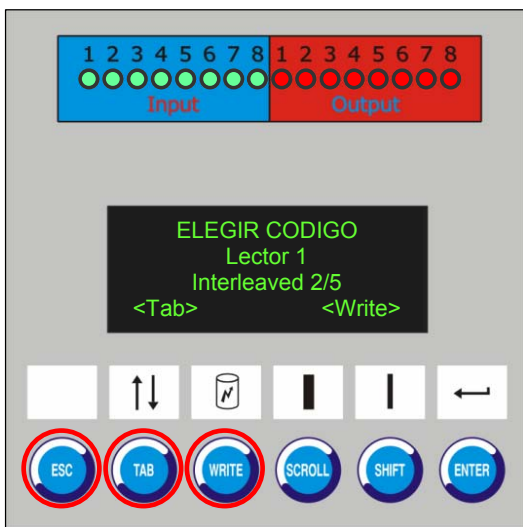 1 2 3 4 5 6 7 8 1 2 3 4 5 6 7 8
Input Output
ELEGIR CODIGO
Lector 1
Interleaved 2/5
<Tab> <Write>
ESC TAB WRITE SCROLL SHIFT ENTER